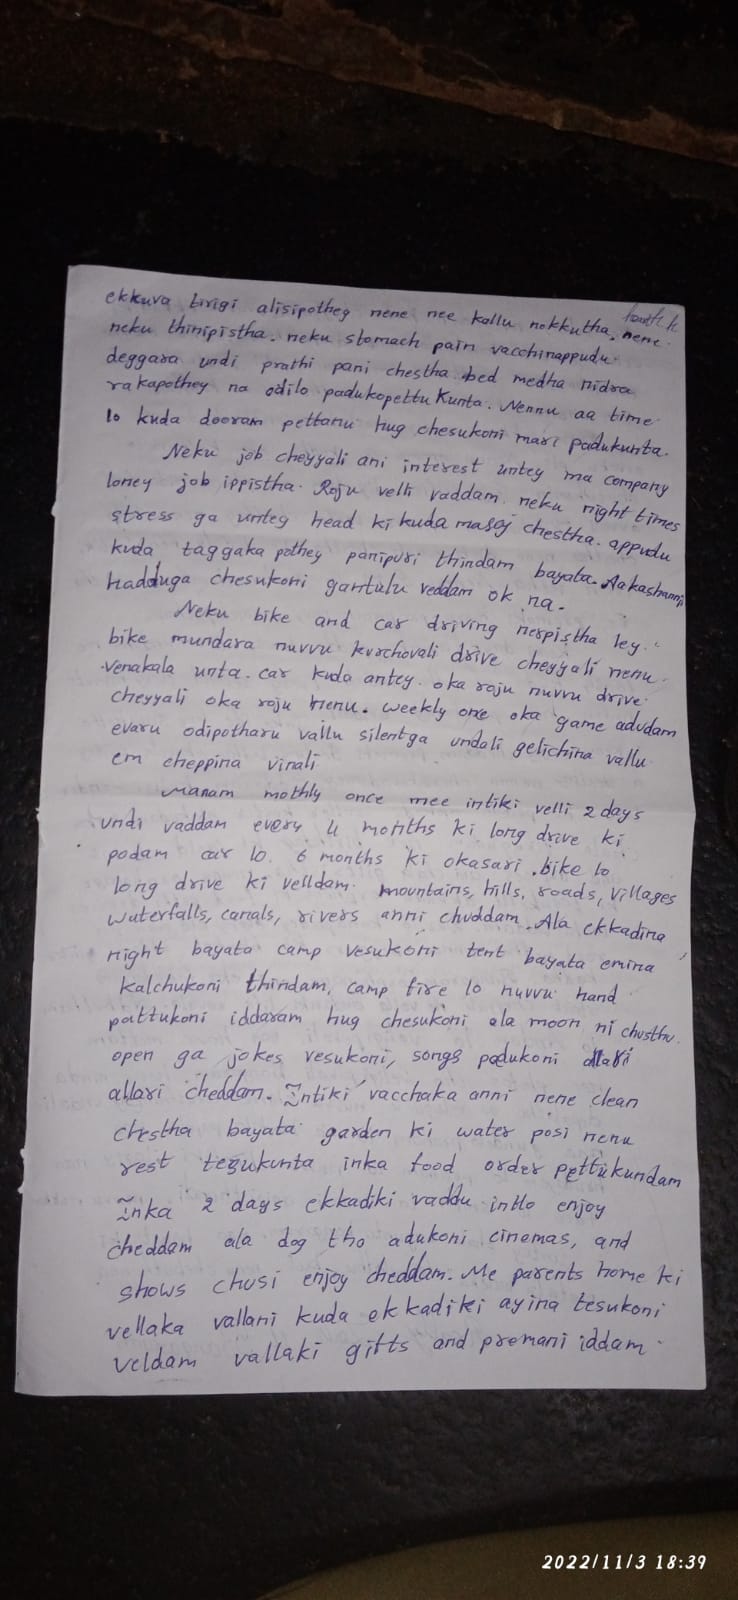 ekkuva tirigi alisipothey nene nee kallu nokkutha, nene
neku thinipistha. neku stomach pain vacchinappudu
deggara undi prathi pani chestha bed medha nidra
rakapothey na odilo padukopettukunta. Nennu aa time
lo kuda dooram pettanu hug chesukoni mari padukunta.
Neku job cheyyali ani interest untey ma company
loney job ippistha. Roju velli vaddam neku night times
stress ga untey head ki kuda masaj chestha. appudu
kuda taggaka pothey panipuri thindam bayata. Aakashanni
hadduga chesukoni gantulu veddam ok na.
Neku bike and car driving nerpistha ley.
bike mundara nuvvu kurchovali drive cheyyali nenu
venakala unta. car kuda antey. oka roju nuvvu drive
cheyyali oka roju nenu. weekly one oka game adudam
evaru odipotharu vallu silentga undali gelichina vallu
em cheppina vinali
Manam mothly once mee intiki velli 2 days
undi vaddam every 4 months ki long drive ki
podam car lo. 6 months ki okasari bike lo
long drive ki velldam. mountains, hills, roads, villages
waterfalls, canals, rivers anni chuddam. Ala ekkadina
night bayata camp vesukoni tent bayata emina
kalchukoni thindam, camp fire lo nuvvu hand
pattukoni iddaram hug chesukoni ala moon ni chusthu
open ga jokes vesukoni, songs padukoni allari
allari cheddam. Intiki vacchaka anni nene clean
chestha bayata garden ki water posi nenu
rest tesukunta inka food order pettukundam
Inka 2 days ekkadiki vaddu intlo enjoy
cheddam ala dog tho adukoni cinemas, and
shows chusi enjoy cheddam. Me parents home ki
vellaka vallani kuda ekkadiki ayina tesukoni
veldam vallaki gifts and premani iddam.
2022/11/3 18:39